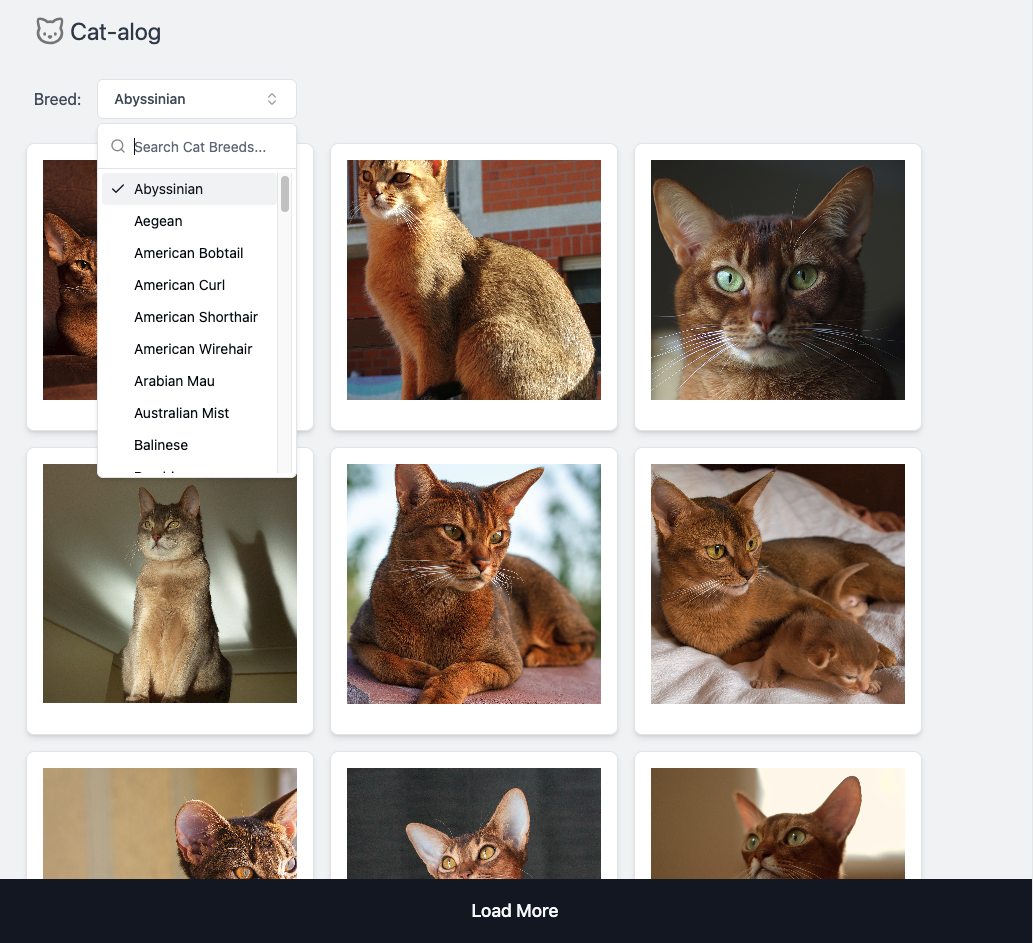 Cat-alog
Breed:
Abyssinian
Search Cat Breeds...
Abyssinian
Aegean
American Bobtail
American Curl
American Shorthair
American Wirehair
Arabian Mau
Australian Mist
Balinese
Load More